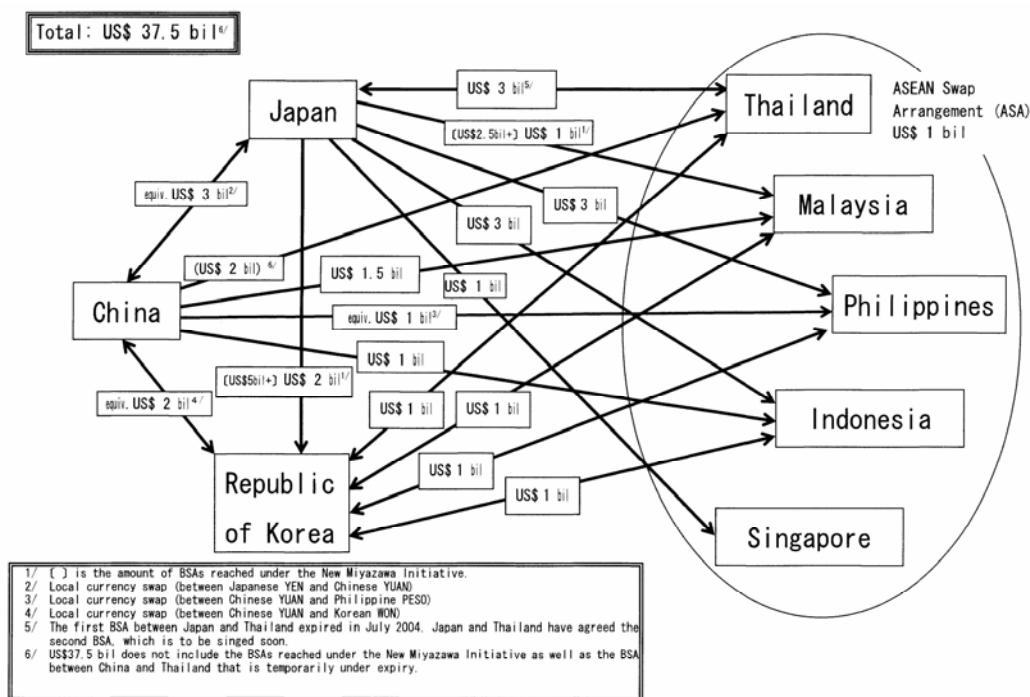 Total: US$ 37.5 bil6/
US$ 3 bil5/
Japan
Thailand
ASEAN Swap
Arrangement (ASA)
US$ 1 bil
[US$2.5bil+] US$ 1 bil1/
equiv. US$ 3 bil2/
US$ 3 bil
Malaysia
US$ 3 bil
(US$ 2 bil) 6/
US$ 1.5 bil
US$ 1 bil
China
equiv. US$ 1 bil3/
Philippines
US$ 1 bil
[US$5bil+] US$ 2 bil1/
equiv. US$ 2 bil4/
US$ 1 bil
US$ 1 bil
Indonesia
Republic
of Korea
US$ 1 bil
US$ 1 bil
Singapore
1/ [ ] is the amount of BSAs reached under the New Miyazawa Initiative.
2/ Local currency swap (between Japanese YEN and Chinese YUAN)
3/ Local currency swap (between Chinese YUAN and Philippine PESO)
4/ Local currency swap (between Chinese YUAN and Korean WON)
5/ The first BSA between Japan and Thailand expired in July 2004. Japan and Thailand have agreed the
second BSA, which is to be singed soon.
6/ US$37.5 bil does not include the BSAs reached under the New Miyazawa Initiative as well as the BSA
between China and Thailand that is temporarily under expiry.